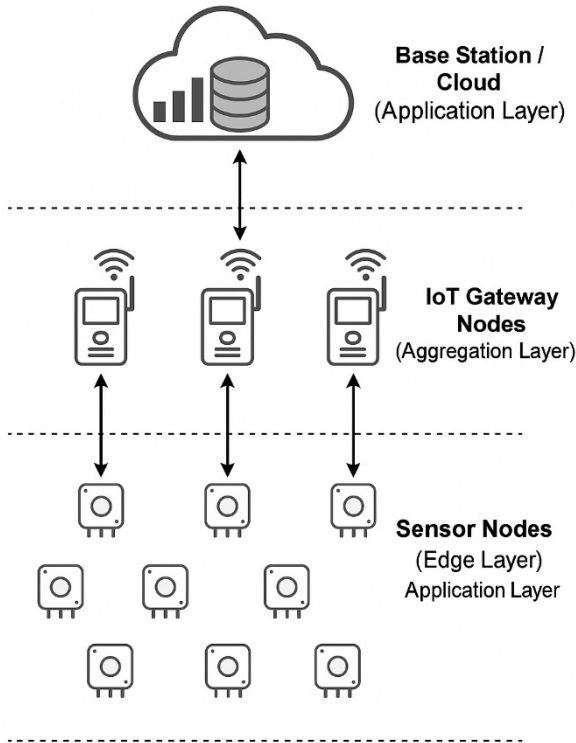 Base Station /
Cloud
(Application Layer)
IoT Gateway
Nodes
(Aggregation Layer)
Sensor Nodes
(Edge Layer)
Application Layer